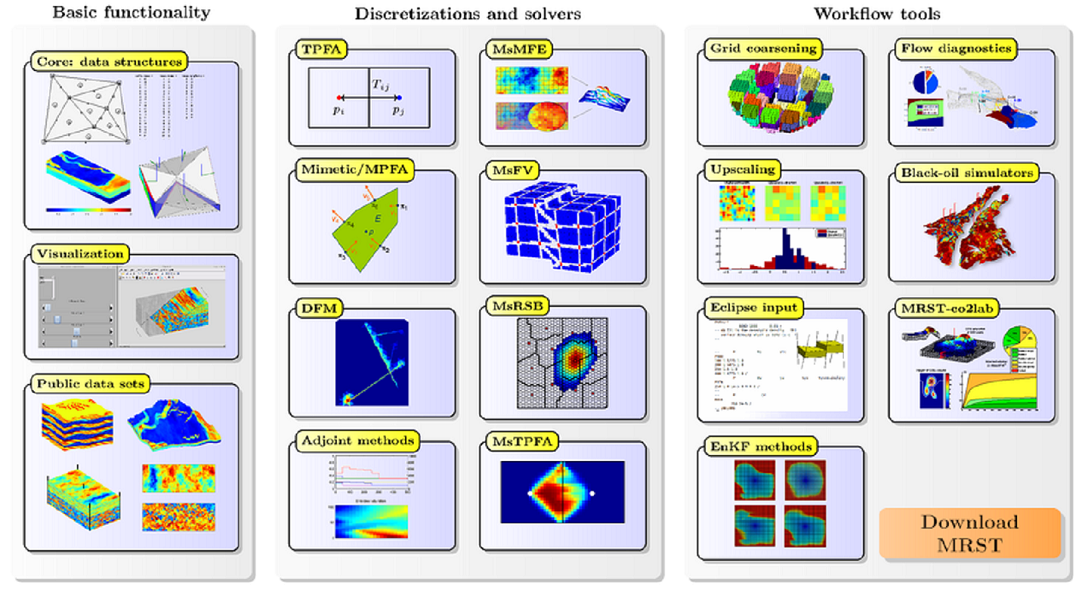 Basic functionality
Core: data structures
Visualization
Public data sets
Discretizations and solvers
TPFA
T_ij
p_i
p_j
MsMFE
Mimetic/MPFA
E
MsFV
DFM
MsRSB
Adjoint methods
MsTPFA
Workflow tools
Grid coarsening
Flow diagnostics
Upscaling
Black-oil simulators
Eclipse input
MRST-co2lab
EnKF methods
Download
MRST